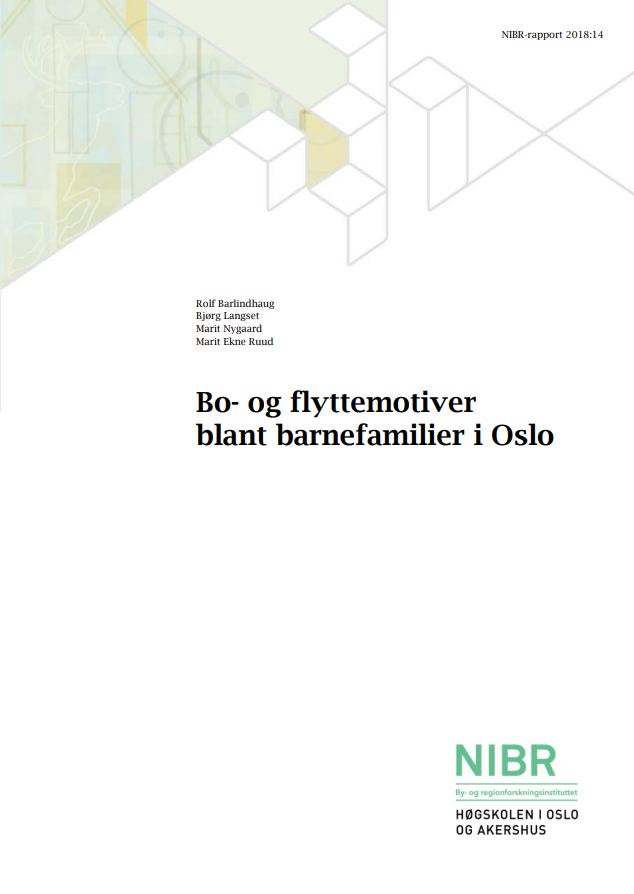 NIBR-rapport 2018:14
Rolf Barlindhaug
Bjørg Langset
Marit Nygaard
Marit Ekne Ruud
Bo- og flyttemotiver
blant barnefamilier i Oslo
NIBR
By- og regionforskningsinstituttet
HØGSKOLEN I OSLO
OG AKERSHUS